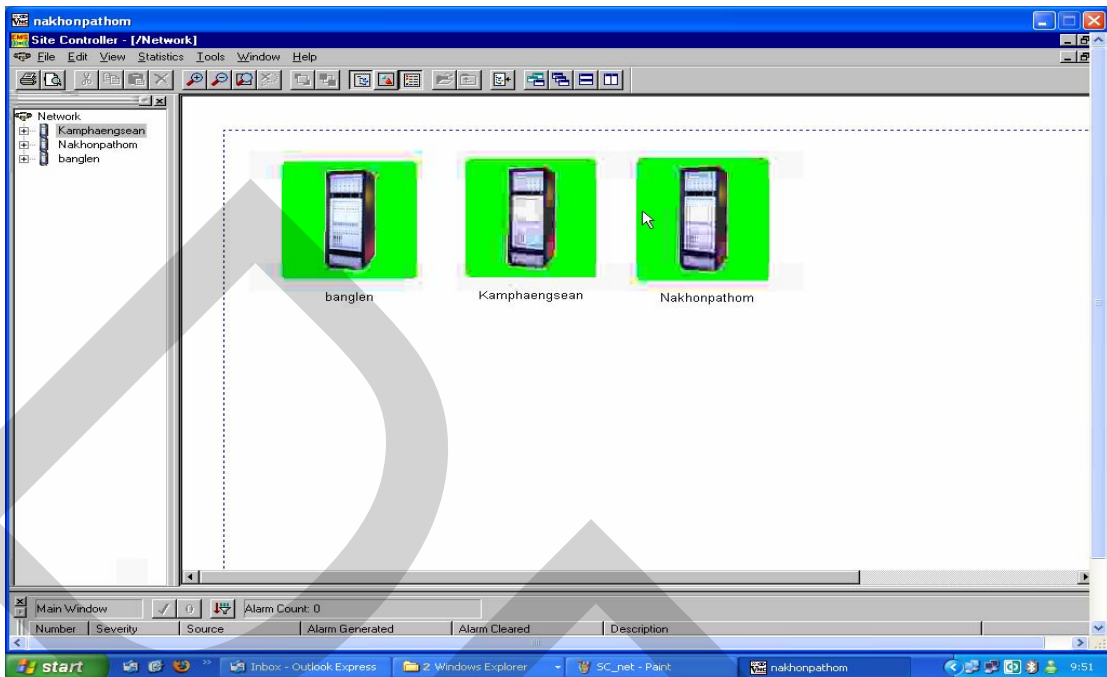 nakhonpathom
Site Controller - [/Network]
File Edit View Statistics Tools Window Help
Network
Kamphaengsean
Nakhonpathom
banglen
banglen
Kamphaengsean
Nakhonpathom
Main Window
0
Alarm Count: 0
Number Severity Source Alarm Generated Alarm Cleared Description
start Inbox - Outlook Express 2 Windows Explorer SC_net - Paint nakhonpathom 9:51